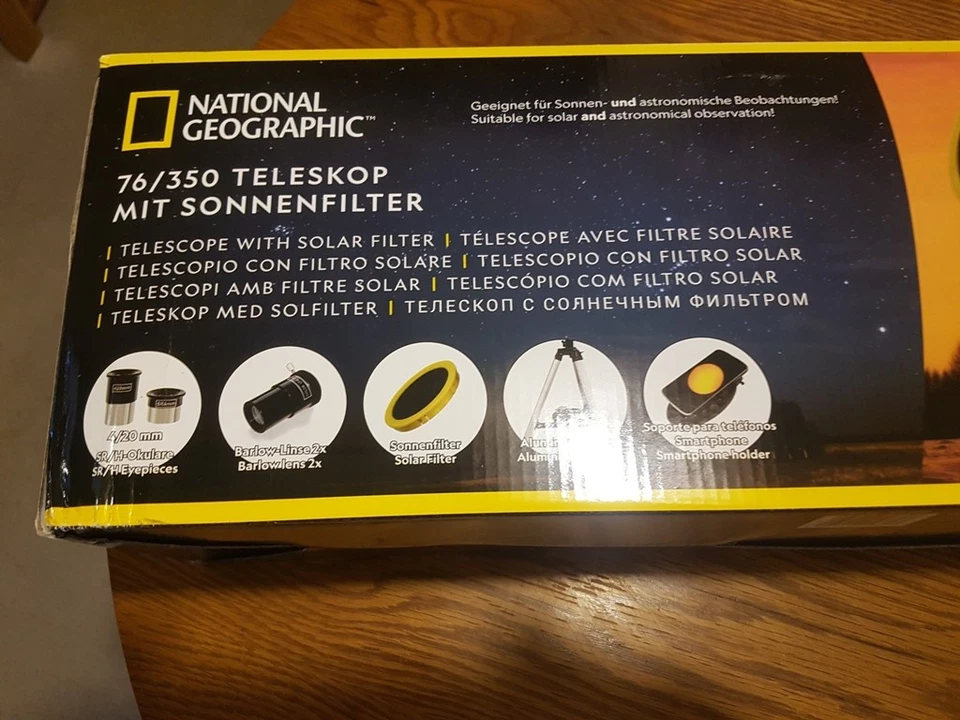 NATIONAL
GEOGRAPHIC™
Geeignet für Sonnen- und astronomische Beobachtungen!
Suitable for solar and astronomical observation!
76/350 TELESKOP
MIT SONNENFILTER
| TELESCOPE WITH SOLAR FILTER | TÉLESCOPE AVEC FILTRE SOLAIRE
| TELESCOPIO CON FILTRO SOLARE | TELESCOPIO CON FILTRO SOLAR
| TELESCOPI AMB FILTRE SOLAR | TELESCÓPIO COM FILTRO SOLAR
| TELESKOP MED SOLFILTER | ТЕЛЕСКОП С СОЛНЕЧНЫМ ФИЛЬТРОМ
4/20 mm
SR/H-Okulare
SR/H Eyepieces
Barlow-Linse 2x
Barlow lens 2x
Sonnenfilter
Solar Filter
Soporte para teléfonos
Smartphone
Smartphone holder